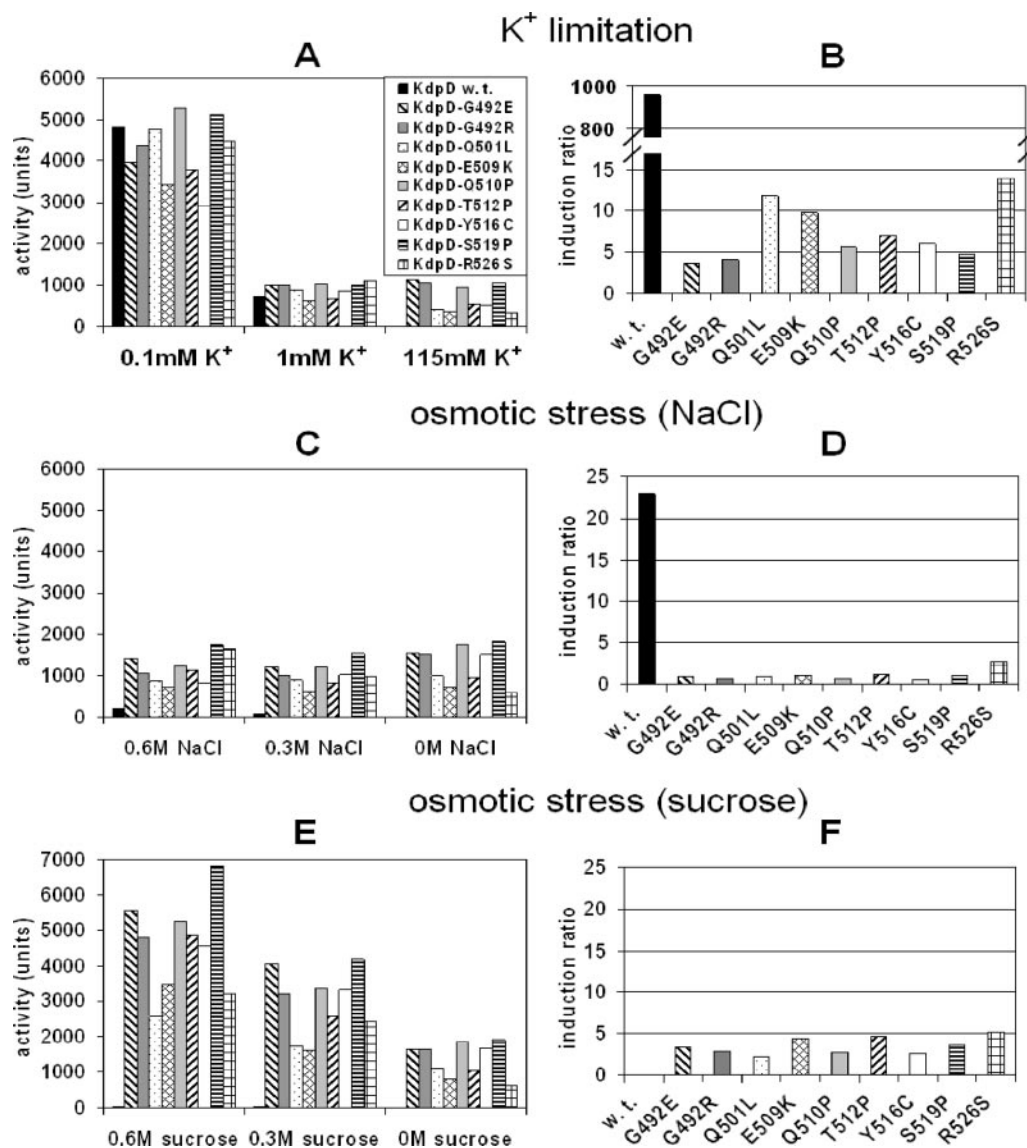 K+ limitation
A
activity (units)
6000
5000
4000
3000
2000
1000
0
KdpD w.t.
KdpD-G492E
KdpD-G492R
KdpD-Q501L
KdpD-E509K
KdpD-Q510P
KdpD-T512P
KdpD-Y516C
KdpD-S519P
KdpD-R526S
0.1mM K+
1mM K+
115mM K+
B
induction ratio
1000
800
15
10
5
0
w. t.
G492E
G492R
Q501L
E509K
Q510P
T512P
Y516C
S519P
R526S
osmotic stress (NaCl)
C
activity (units)
6000
5000
4000
3000
2000
1000
0
0.6M NaCl
0.3M NaCl
0M NaCl
D
induction ratio
25
20
15
10
5
0
w. t.
G492E
G492R
Q501L
E509K
Q510P
T512P
Y516C
S519P
R526S
osmotic stress (sucrose)
E
activity (units)
7000
6000
5000
4000
3000
2000
1000
0
0.6M sucrose
0.3M sucrose
0M sucrose
F
induction ratio
25
20
15
10
5
0
w. t.
G492E
G492R
Q501L
E509K
Q510P
T512P
Y516C
S519P
R526S